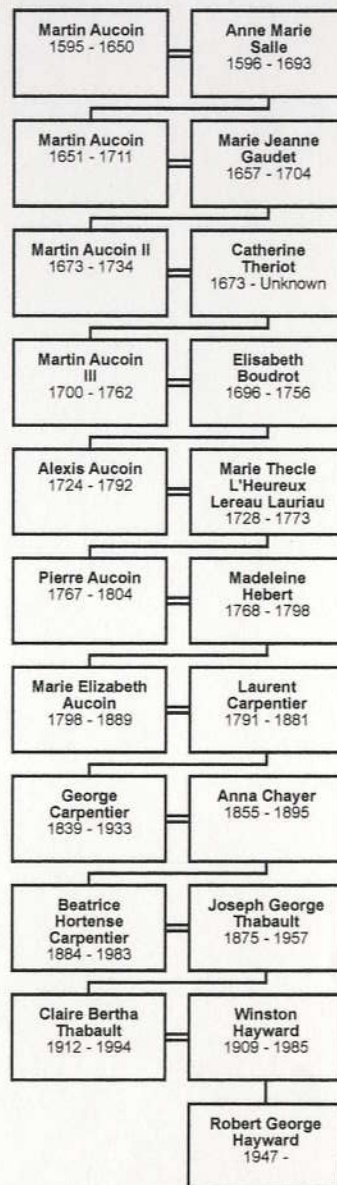 Martin Aucoin
1595 - 1650
Anne Marie
Salle
1596 - 1693
Martin Aucoin
1651 - 1711
Marie Jeanne
Gaudet
1657 - 1704
Martin Aucoin II
1673 - 1734
Catherine
Theriot
1673 - Unknown
Martin Aucoin
III
1700 - 1762
Elisabeth
Boudrot
1696 - 1756
Alexis Aucoin
1724 - 1792
Marie Thecle
L'Heureux
Lereau Lauriau
1728 - 1773
Pierre Aucoin
1767 - 1804
Madeleine
Hebert
1768 - 1798
Marie Elizabeth
Aucoin
1798 - 1889
Laurent
Carpentier
1791 - 1881
George
Carpentier
1839 - 1933
Anna Chayer
1855 - 1895
Beatrice
Hortense
Carpentier
1884 - 1983
Joseph George
Thabault
1875 - 1957
Claire Bertha
Thabault
1912 - 1994
Winston
Hayward
1909 - 1985
Robert George
Hayward
1947 -